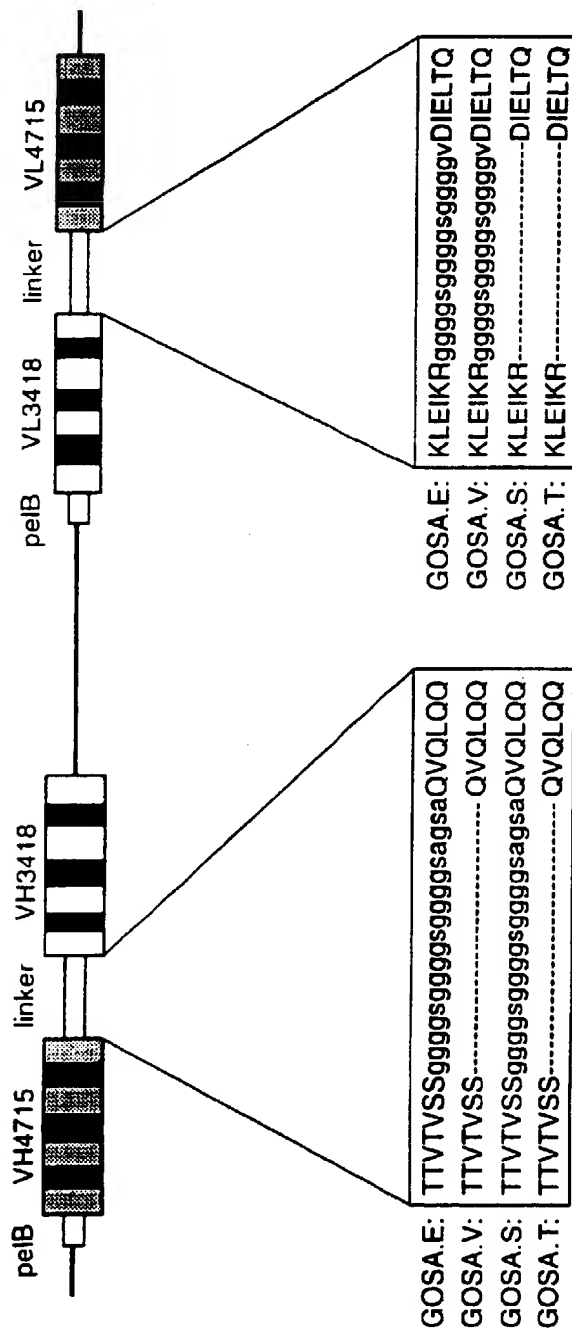 pelB VH4715 linker VH3418 pelB VL3418 linker VL4715
GOSA.E: TTVTVSSggggsggggsggggsagsaQVQLQQ
GOSA.V: TTVTVSS------------------------------QVQLQQ
GOSA.S: TTVTVSSggggsggggsggggsagsaQVQLQQ
GOSA.T: TTVTVSS------------------------------QVQLQQ
GOSA.E: KLEIKRggggsggggsggggvDIELTQ
GOSA.V: KLEIKRggggsggggsggggvDIELTQ
GOSA.S: KLEIKR------------------------DIELTQ
GOSA.T: KLEIKR------------------------DIELTQ